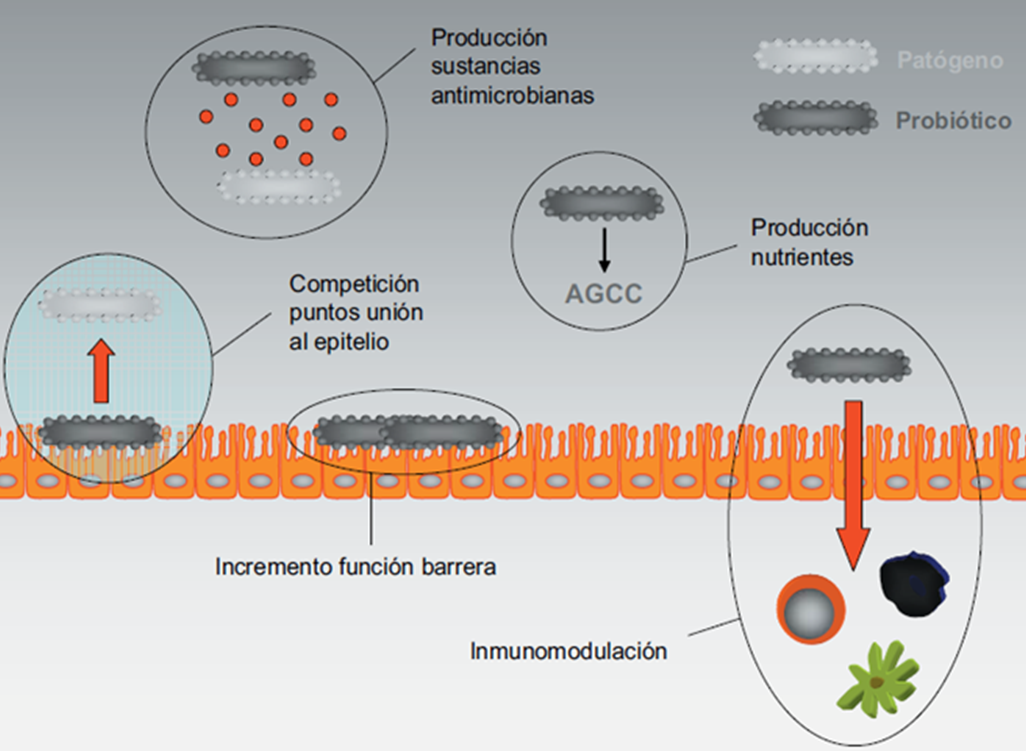 Producción
sustancias
antimicrobianas
Patógeno
Probiótico
Producción
nutrientes
AGCC
Competición
puntos unión
al epitelio
Incremento función barrera
Inmunomodulación